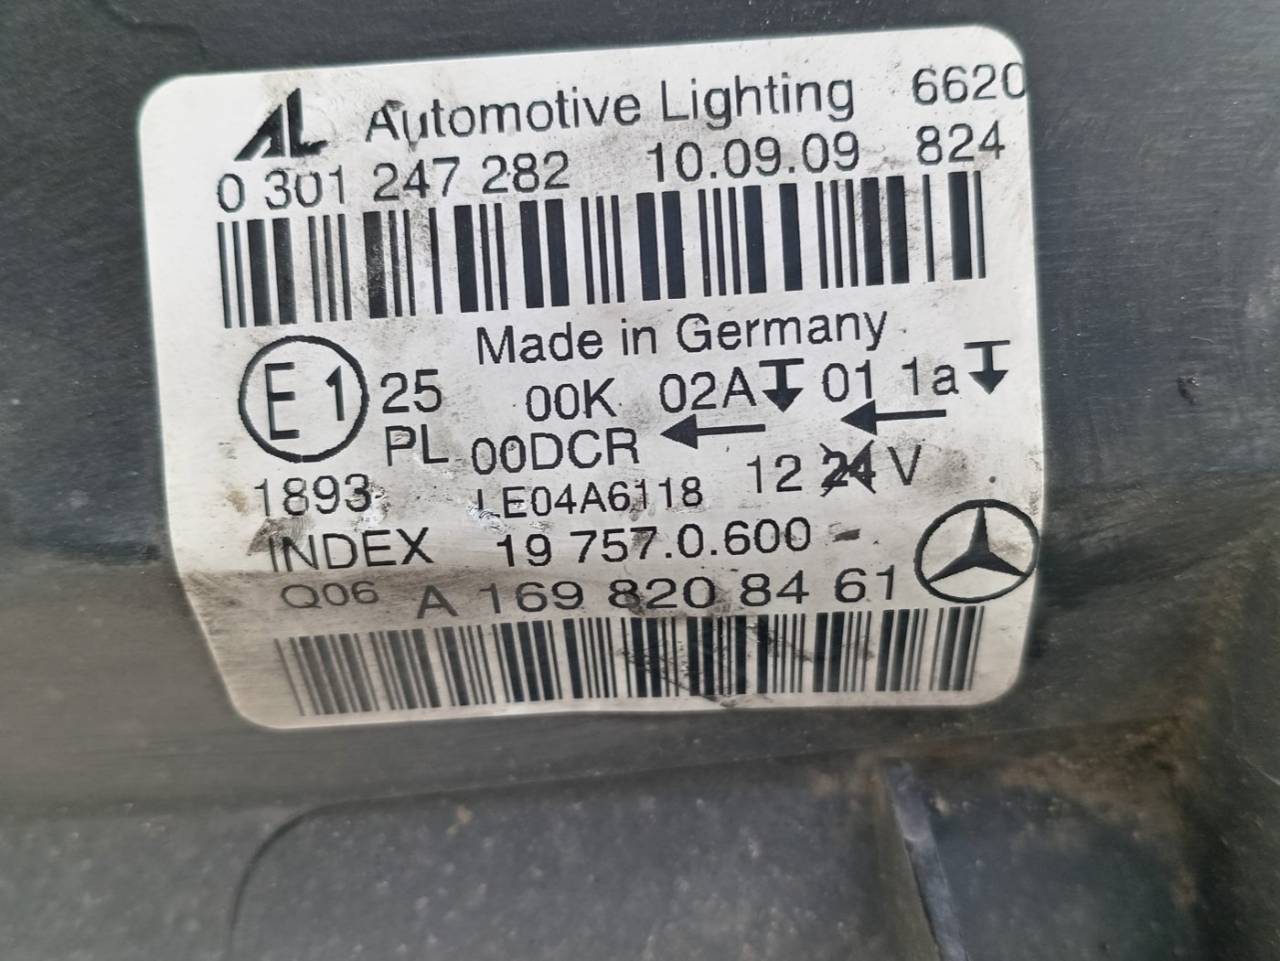 AL Automotive Lighting 6620
0 301 247 282 10.09.09 824
Made in Germany
E1 25 00K 02A 01 1a
PL 00DCR
1893 LE04A6118 12 24 V
INDEX 19 757.0.600
Q06 A 169 820 84 61